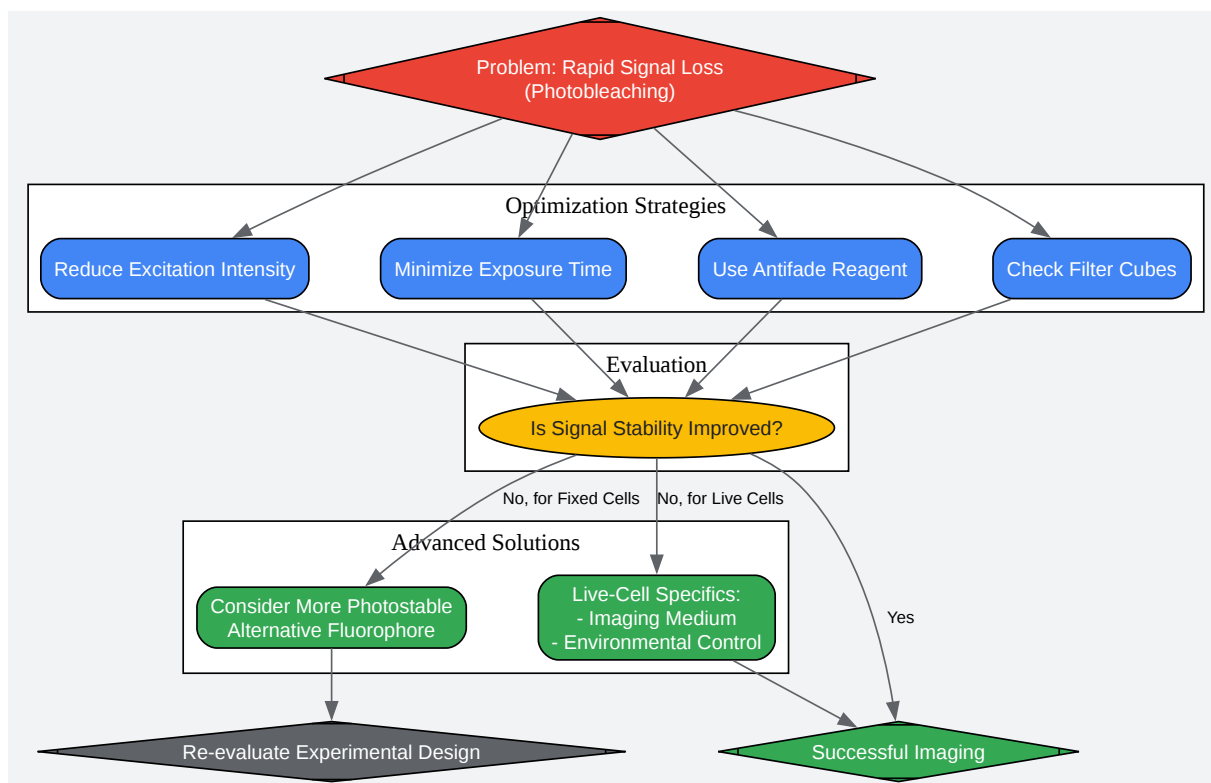 Problem: Rapid Signal Loss
(Photobleaching)
Optimization Strategies
Reduce Excitation Intensity
Minimize Exposure Time
Use Antifade Reagent
Check Filter Cubes
Evaluation
Is Signal Stability Improved?
No, for Fixed Cells
No, for Live Cells
Yes
Advanced Solutions
Consider More Photostable
Alternative Fluorophore
Live-Cell Specifics:
- Imaging Medium
- Environmental Control
Re-evaluate Experimental Design
Successful Imaging